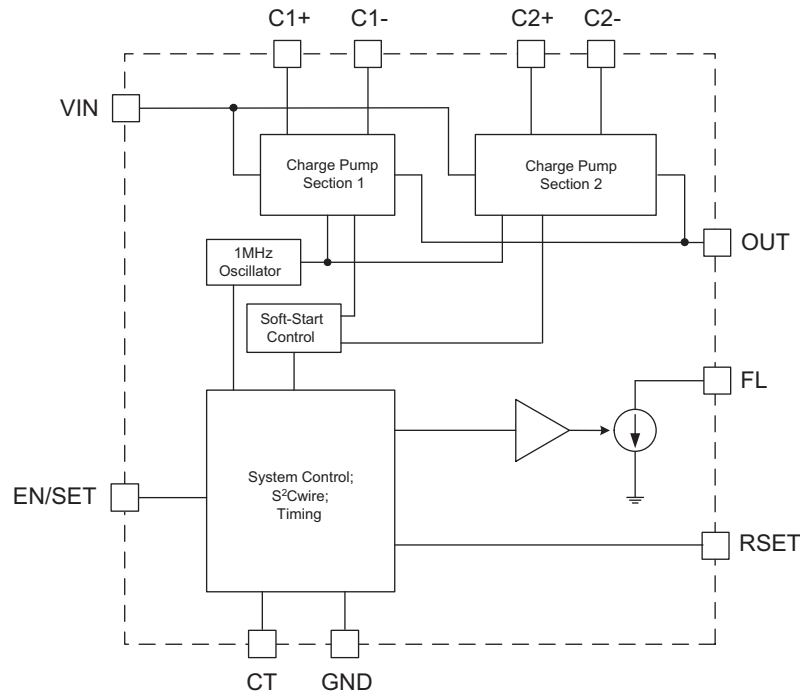 C1+ C1- C2+ C2-
VIN
Charge Pump
Section 1
Charge Pump
Section 2
OUT
1MHz
Oscillator
Soft-Start
Control
FL
System Control;
S²Cwire;
Timing
EN/SET
RSET
CT GND